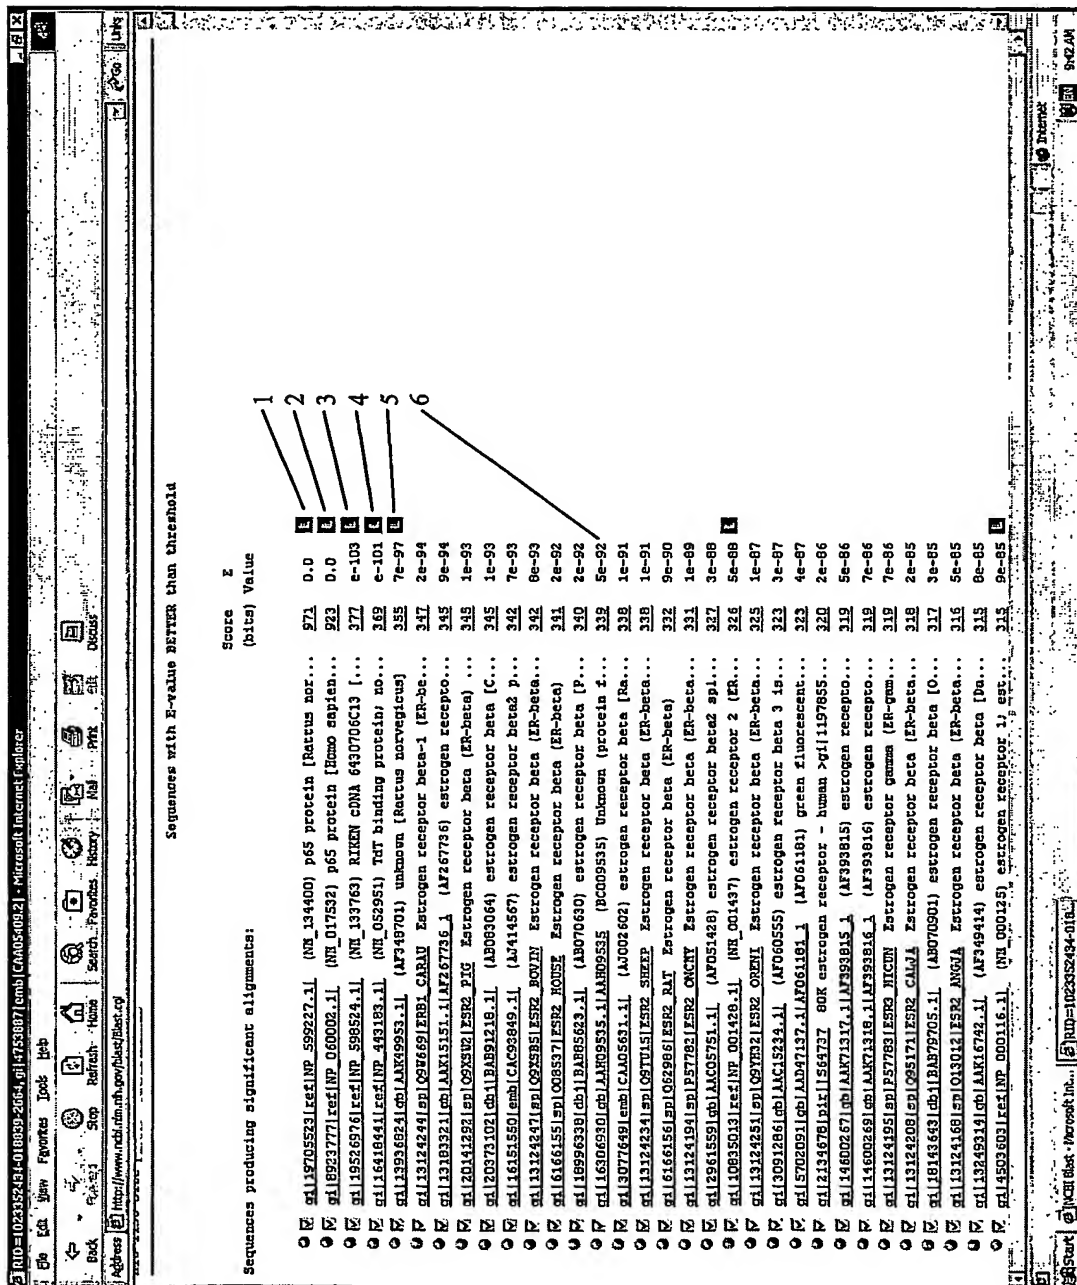 RID=1023352434-018839-2164, gi|4753887|emb|CAA05409.2| - Microsoft Internet Explorer
File Edit View Favorites Tools Help
Back Stop Refresh Home Search Favorites History Mail Print Edit Discuss
Address http://www.ncbi.nlm.nih.gov/blast/Blast.cgi Go Links
Sequences with E-value BETTER than threshold
Score E
Sequences producing significant alignments: (bits) Value
gi|19705523|ref|NP_599227.1| (NM_134400) p65 protein [Rattus nor... 971 0.0 E 1
gi|8923777|ref|NP_060002.1| (NM_017532) p65 protein [Homo sapien... 923 0.0 E 2
gi|19526976|ref|NP_598524.1| (NM_133763) RIKEN cDNA 6430706C13 [... 377 e-103 E 3
gi|16418441|ref|NP_443183.1| (NM_052951) TdT binding protein; no... 369 e-101 E 4
gi|13936824|gb|AAK49953.1| (AF348701) unknown [Rattus norvegicus] 355 7e-97 E 5
gi|13124244|sp|Q9W669|ERB1_CARAU Estrogen receptor beta-1 (ER-be... 347 2e-94
gi|13183321|gb|AAK15151.1|AF267736_1 (AF267736) estrogen recepto... 345 9e-94
gi|20141292|sp|Q9XSW2|ESR2_PIG Estrogen receptor beta (ER-beta) ... 345 1e-93
gi|20373102|dbj|BAB91218.1| (AB083064) estrogen receptor beta [C... 345 1e-93
gi|16151550|emb|CAC93849.1| (AJ414567) estrogen receptor beta2 p... 342 7e-93
gi|13124247|sp|Q9XSB5|ESR2_BOVIN Estrogen receptor beta (ER-beta... 342 8e-93
gi|6166155|sp|O08537|ESR2_MOUSE Estrogen receptor beta (ER-beta) 341 2e-92
gi|18996338|dbj|BAB85623.1| (AB070630) estrogen receptor beta [P... 340 2e-92
gi|16306930|gb|AAH09535.1|AAH09535 (BC009535) Unknown (protein f... 339 5e-92 6
gi|3077649|emb|CAA05631.1| (AJ002602) estrogen receptor beta [Ra... 338 1e-91
gi|13124234|sp|Q9TU15|ESR2_SHEEP Estrogen receptor beta (ER-beta... 338 1e-91
gi|6166156|sp|Q62986|ESR2_RAT Estrogen receptor beta (ER-beta) 332 9e-90
gi|13124194|sp|P57782|ESR2_ONCMY Estrogen receptor beta (ER-beta... 331 1e-89
gi|2961559|gb|AAC05751.1| (AF051428) estrogen receptor beta2 spl... 327 3e-88
gi|10835013|ref|NP_001428.1| (NM_001437) estrogen receptor 2 (ER... 326 5e-88 E
gi|13124251|sp|Q9YH32|ESR2_ORENI Estrogen receptor beta (ER-beta... 325 1e-87
gi|3091286|gb|AAC15234.1| (AF060555) estrogen receptor beta 3 is... 323 3e-87
gi|5702091|gb|AAD47137.1|AF061181_1 (AF061181) green fluorescent... 323 4e-87
gi|2134678|pir||I64737 80K estrogen receptor - human >gi|1197855... 320 2e-86
gi|14600267|gb|AAK71317.1|AF393815_1 (AF393815) estrogen recepto... 319 5e-86
gi|14600269|gb|AAK71318.1|AF393816_1 (AF393816) estrogen recepto... 319 7e-86
gi|13124195|sp|P57783|ESR3_MICUN Estrogen receptor gamma (ER-gam... 319 7e-86
gi|13124208|sp|Q95171|ESR2_CALJA Estrogen receptor beta (ER-beta... 318 2e-85
gi|18143643|dbj|BAB79705.1| (AB070901) estrogen receptor beta [O... 317 3e-85
gi|13124168|sp|O13012|ESR2_ANGJA Estrogen receptor beta (ER-beta... 316 5e-85
gi|13249314|gb|AAK16742.1| (AF349414) estrogen receptor beta [Da... 315 8e-85
gi|4503603|ref|NP_000116.1| (NM_000125) estrogen receptor 1; est... 315 9e-85 E
Internet
Start NCBI Blast - Microsoft Int... RID=1023352434-018... EN 9:42 AM